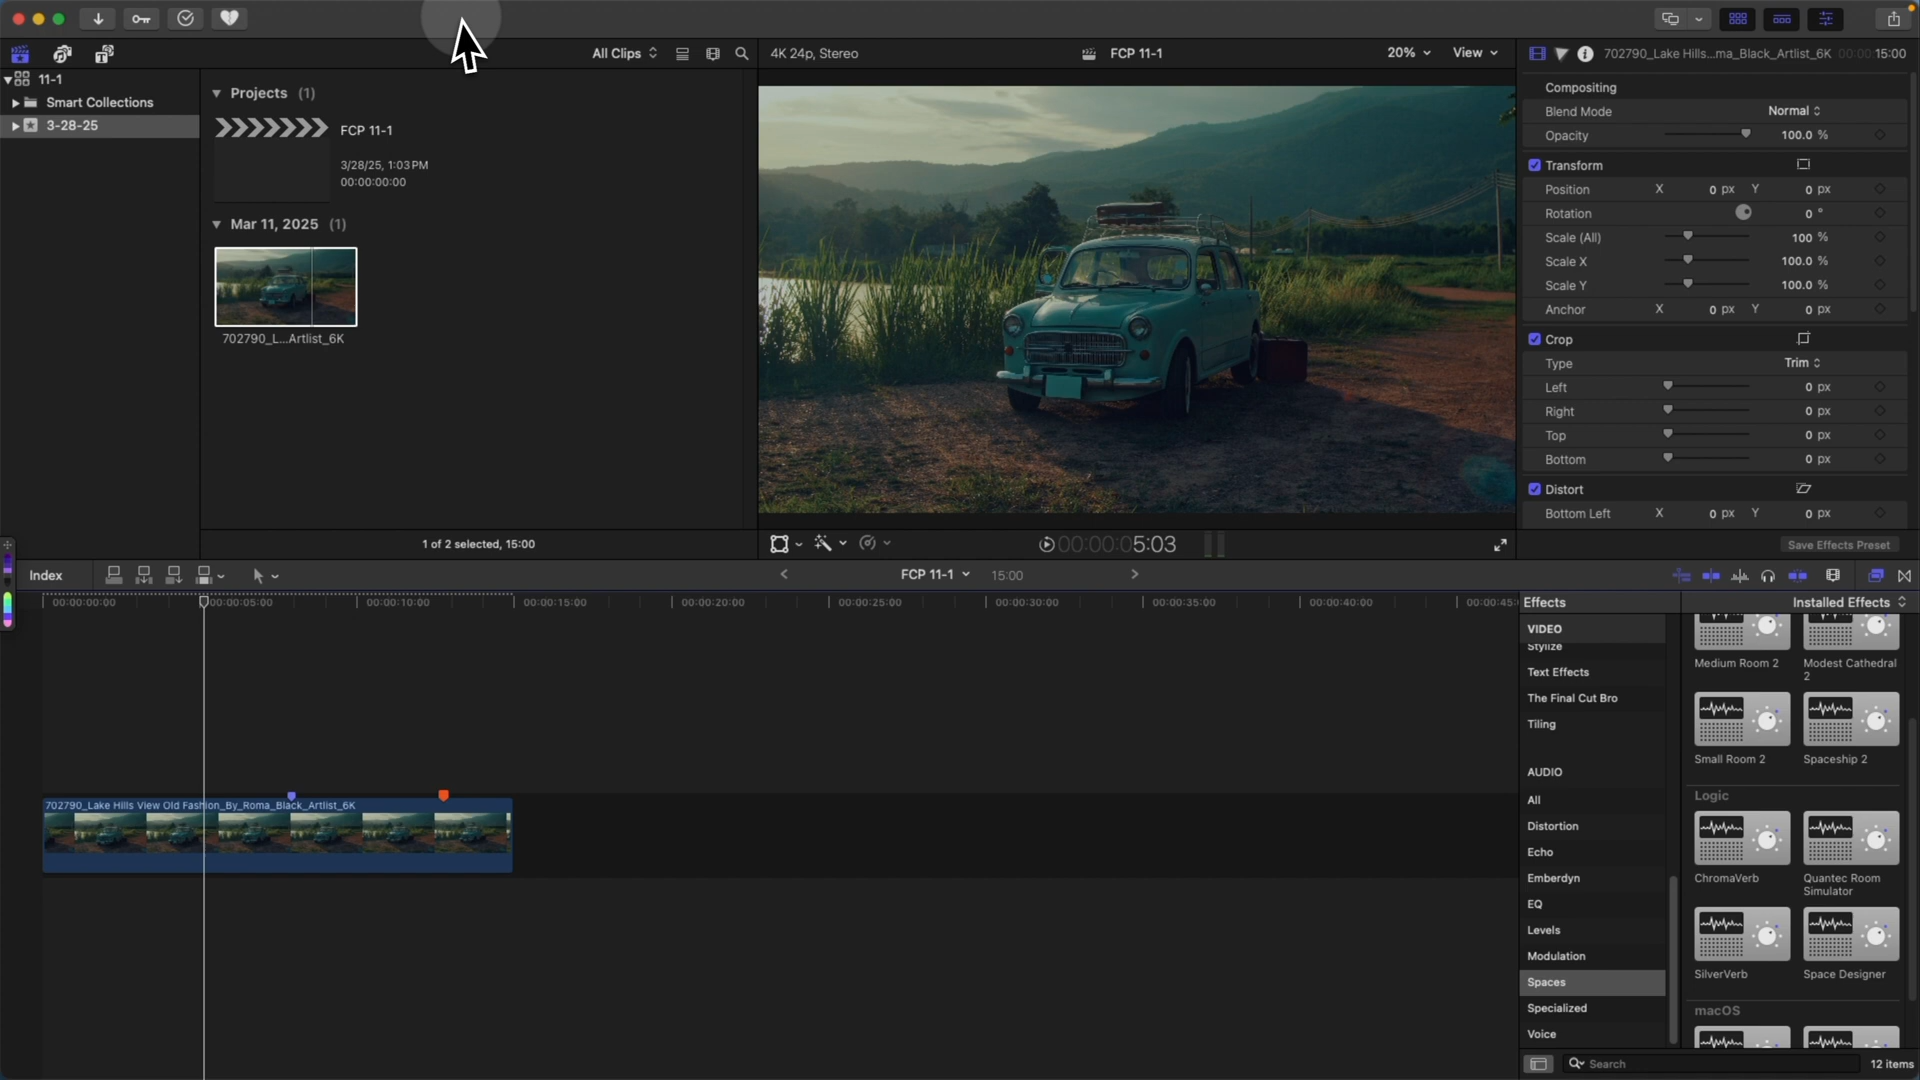 All Clips
4K 24p, Stereo
FCP 11-1
20%
View
702790_Lake Hills...ma_Black_Artlist_6K
00:00:15:00
11-1
Smart Collections
3-28-25
Projects (1)
FCP 11-1
3/28/25, 1:03 PM
00:00:00:00
Mar 11, 2025 (1)
702790_L...Artlist_6K
1 of 2 selected, 15:00
00:00:00:05:03
Compositing
Blend Mode Normal
Opacity 100.0 %
Transform
Position X 0 px Y 0 px
Rotation 0 °
Scale (All) 100 %
Scale X 100.0 %
Scale Y 100.0 %
Anchor X 0 px Y 0 px
Crop
Type Trim
Left 0 px
Right 0 px
Top 0 px
Bottom 0 px
Distort
Bottom Left X 0 px Y 0 px
Save Effects Preset
Index
FCP 11-1
15:00
00:00:00:00
00:00:05:00
00:00:10:00
00:00:15:00
00:00:20:00
00:00:25:00
00:00:30:00
00:00:35:00
00:00:40:00
00:00:45:
702790_Lake Hills View Old Fashion_By_Roma_Black_Artlist_6K
Effects
Installed Effects
VIDEO
Stylize
Text Effects
The Final Cut Bro
Tiling
AUDIO
All
Distortion
Echo
Emberdyn
EQ
Levels
Modulation
Spaces
Specialized
Voice
Medium Room 2
Modest Cathedral
2
Small Room 2
Spaceship 2
Logic
ChromaVerb
Quantec Room
Simulator
SilverVerb
Space Designer
macOS
Search
12 items